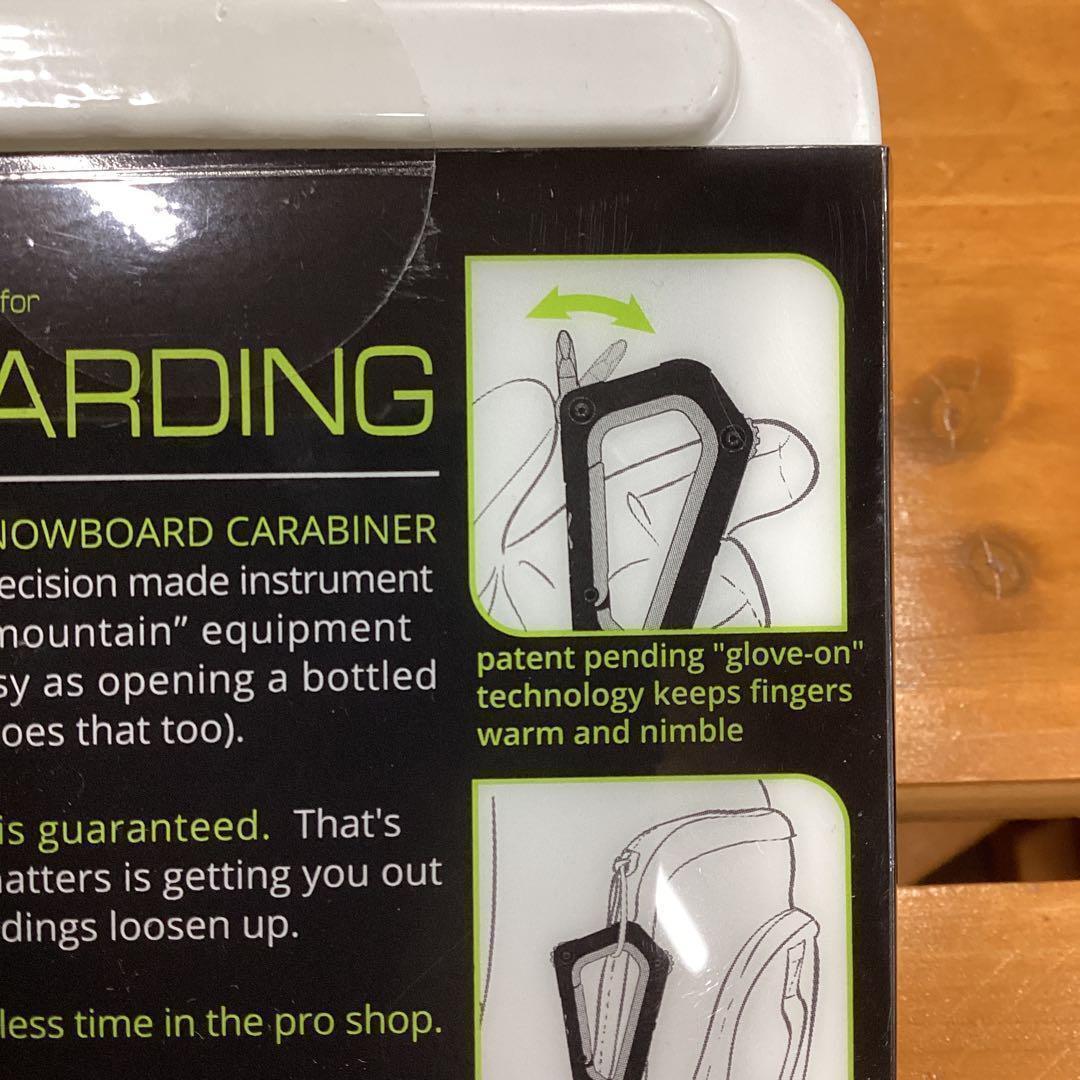 for
ARDING
NOWBOARD CARABINER
ecision made instrument
mountain” equipment
sy as opening a bottled
oes that too).
is guaranteed. That's
atters is getting you out
dings loosen up.
less time in the pro shop.
patent pending "glove-on"
technology keeps fingers
warm and nimble